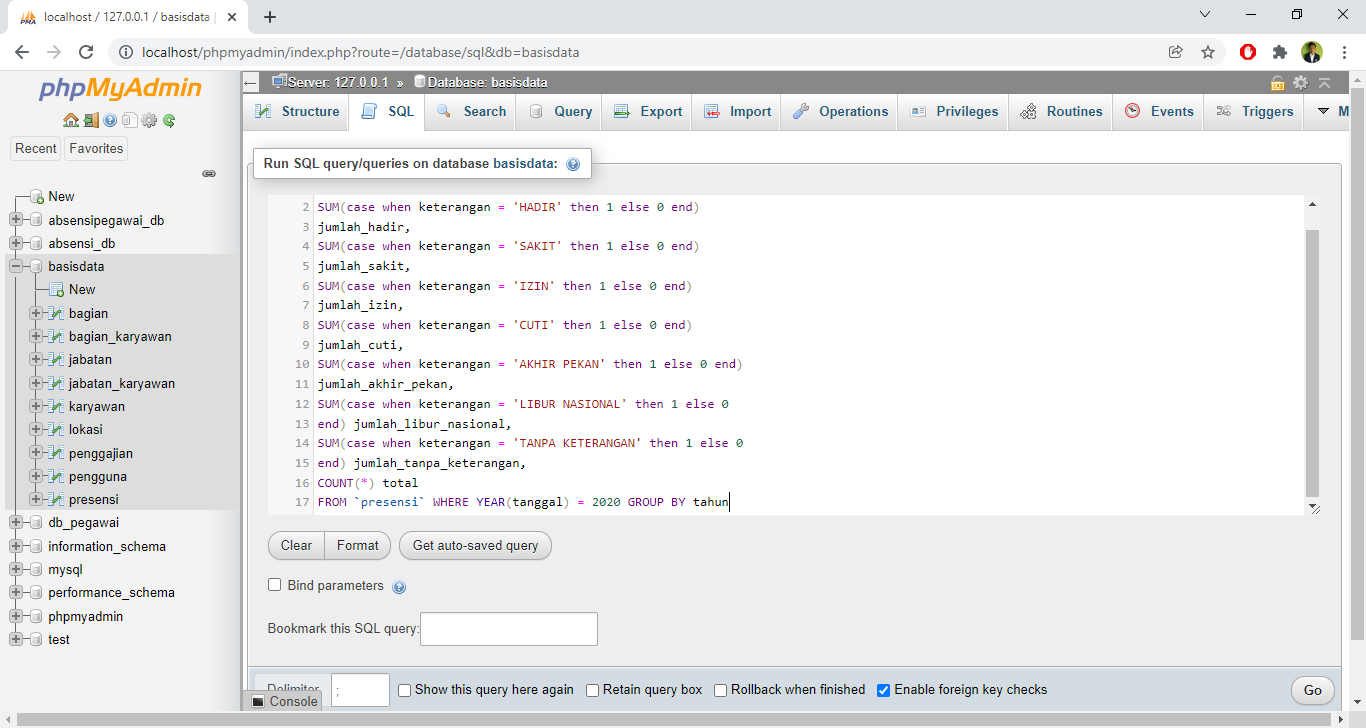 localhost / 127.0.0.1 / basisdata |
localhost/phpmyadmin/index.php?route=/database/sql&db=basisdata
phpMyAdmin
Recent Favorites
New
absensipegawai_db
absensi_db
basisdata
New
bagian
bagian_karyawan
jabatan
jabatan_karyawan
karyawan
lokasi
penggajian
pengguna
presensi
db_pegawai
information_schema
mysql
performance_schema
phpmyadmin
test
Server: 127.0.0.1 » Database: basisdata
Structure SQL Search Query Export Import Operations Privileges Routines Events Triggers M
Run SQL query/queries on database basisdata:
2 SUM(case when keterangan = 'HADIR' then 1 else 0 end)
3 jumlah_hadir,
4 SUM(case when keterangan = 'SAKIT' then 1 else 0 end)
5 jumlah_sakit,
6 SUM(case when keterangan = 'IZIN' then 1 else 0 end)
7 jumlah_izin,
8 SUM(case when keterangan = 'CUTI' then 1 else 0 end)
9 jumlah_cuti,
10 SUM(case when keterangan = 'AKHIR PEKAN' then 1 else 0 end)
11 jumlah_akhir_pekan,
12 SUM(case when keterangan = 'LIBUR NASIONAL' then 1 else 0
13 end) jumlah_libur_nasional,
14 SUM(case when keterangan = 'TANPA KETERANGAN' then 1 else 0
15 end) jumlah_tanpa_keterangan,
16 COUNT(*) total
17 FROM `presensi` WHERE YEAR(tanggal) = 2020 GROUP BY tahun
Clear Format Get auto-saved query
Bind parameters
Bookmark this SQL query:
Delimiter ; Show this query here again Retain query box Rollback when finished Enable foreign key checks Go
Console